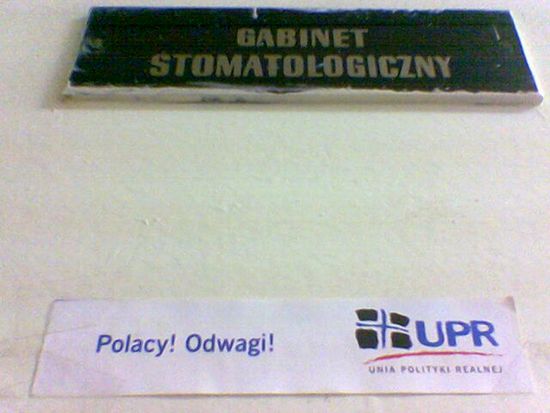 GABINET
STOMATOLOGICZNY
Polacy! Odwagi!
UPR
UNIA POLITYKI REALNEJ